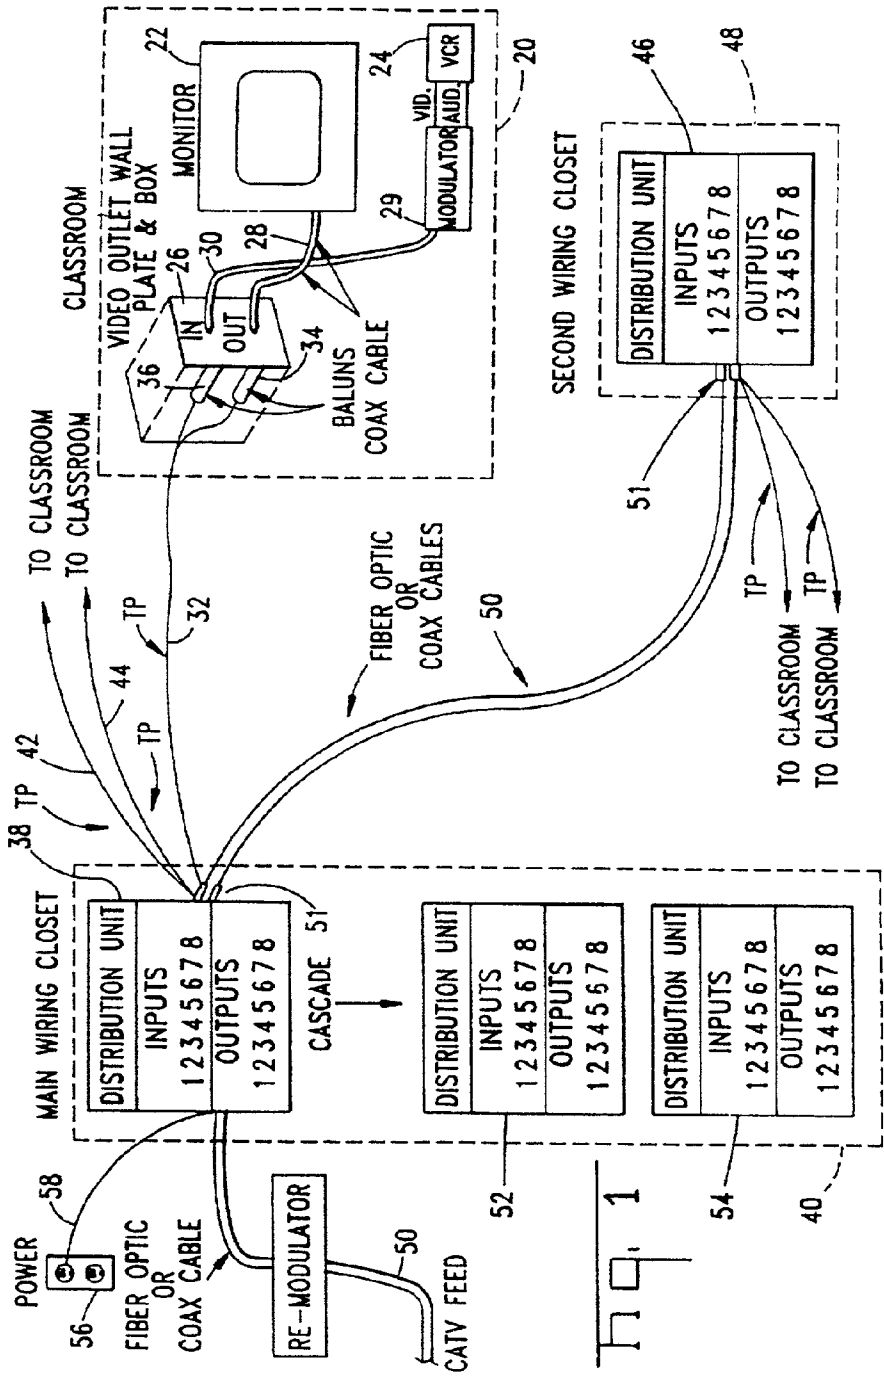 CLASSROOM
VIDEO OUTLET WALL
PLATE & BOX
MONITOR
22
24
VCR
VID.
AUD.
MODULATOR
29
20
26
IN
OUT
30
28
34
36
BALUNS
COAX CABLE
TO CLASSROOM
TO CLASSROOM
42
44
TP
TP
TP
32
FIBER OPTIC
OR
COAX CABLES
50
SECOND WIRING CLOSET
46
48
DISTRIBUTION UNIT
INPUTS
1 2 3 4 5 6 7 8
OUTPUTS
1 2 3 4 5 6 7 8
51
TP
TP
TO CLASSROOM
TO CLASSROOM
MAIN WIRING CLOSET
38
DISTRIBUTION UNIT
INPUTS
1 2 3 4 5 6 7 8
OUTPUTS
1 2 3 4 5 6 7 8
51
CASCADE
DISTRIBUTION UNIT
INPUTS
1 2 3 4 5 6 7 8
OUTPUTS
1 2 3 4 5 6 7 8
52
DISTRIBUTION UNIT
INPUTS
1 2 3 4 5 6 7 8
OUTPUTS
1 2 3 4 5 6 7 8
54
40
POWER
56
58
FIBER OPTIC
OR
COAX CABLE
RE-MODULATOR
50
CATV FEED
Fig. 1